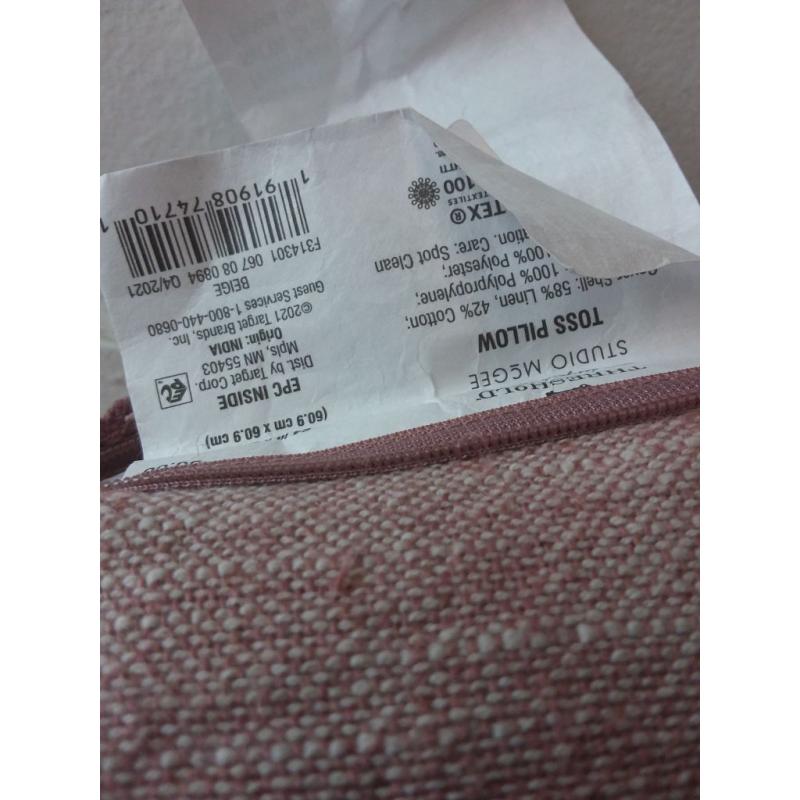 THRESHOLD
STUDIO McGEE
TOSS PILLOW
Shell: 58% Linen, 42% Cotton;
100% Polypropylene;
100% Polyester;
Care: Spot Clean
TEX®
TEXTILES
100
(60.9 cm x 60.9 cm)
EPC INSIDE
Dist. by Target Corp.
Mpls, MN 55403
Origin: INDIA
©2021 Target Brands, Inc.
Guest Services 1-800-440-0680
BEIGE
F314301 067 08 0894 Q4/2021
1 91908 74710 1